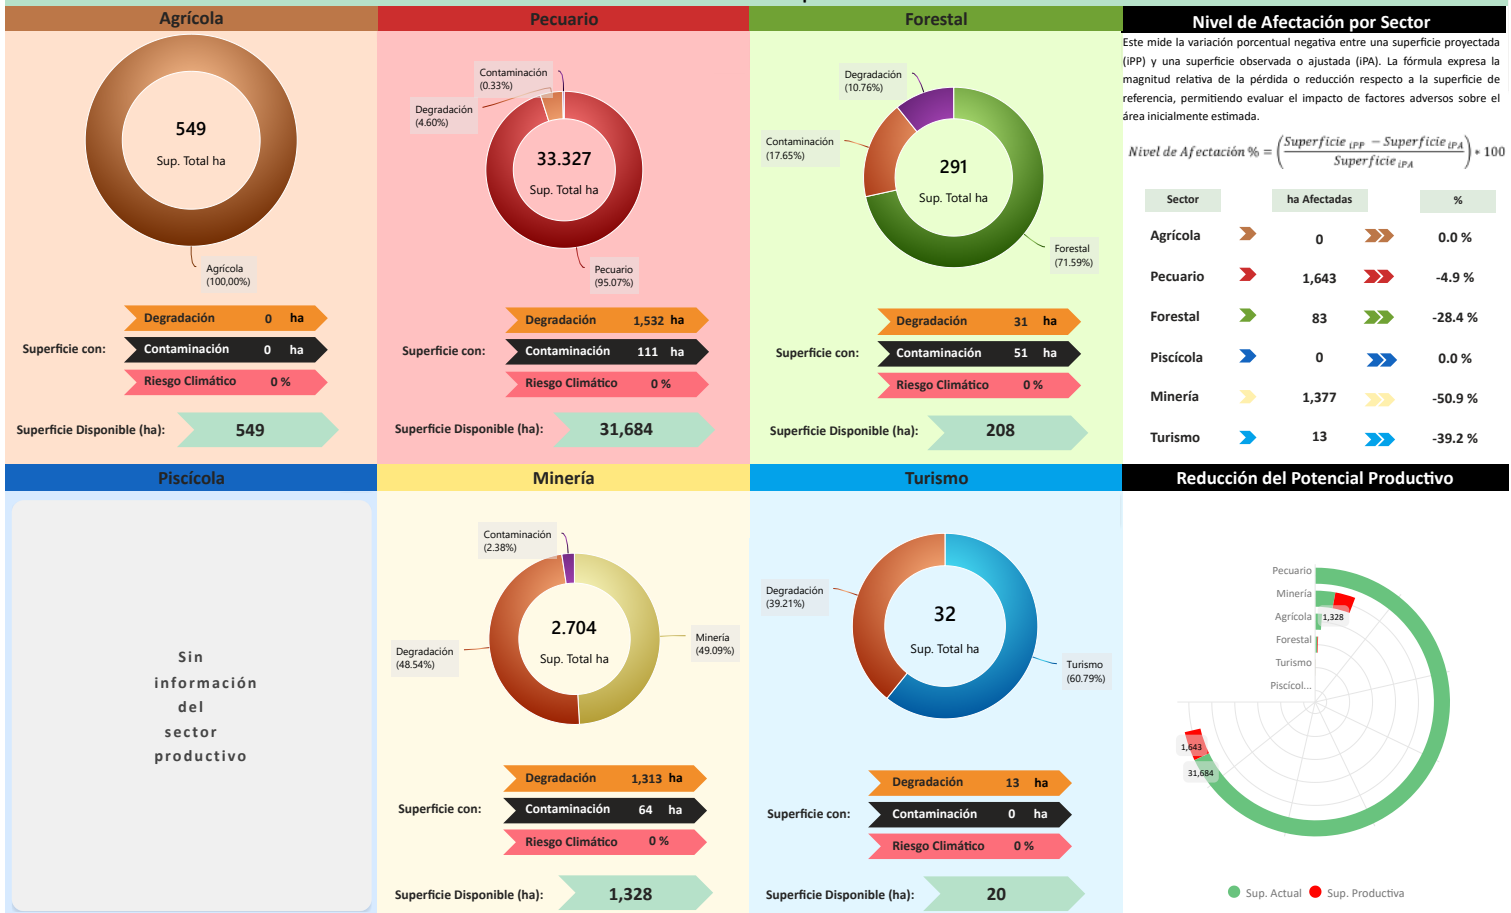 Agrícola
549
Sup. Total ha
Agrícola
(100,00%)
Superficie con:
Degradación 0 ha
Contaminación 0 ha
Riesgo Climático 0 %
Superficie Disponible (ha): 549
Pecuario
Contaminación
(0.33%)
Degradación
(4.60%)
33.327
Sup. Total ha
Pecuario
(95.07%)
Superficie con:
Degradación 1,532 ha
Contaminación 111 ha
Riesgo Climático 0 %
Superficie Disponible (ha): 31,684
Forestal
Degradación
(10.76%)
Contaminación
(17.65%)
291
Sup. Total ha
Forestal
(71.59%)
Superficie con:
Degradación 31 ha
Contaminación 51 ha
Riesgo Climático 0 %
Superficie Disponible (ha): 208
Nivel de Afectación por Sector
Este mide la variación porcentual negativa entre una superficie proyectada
(iPP) y una superficie observada o ajustada (iPA). La fórmula expresa la
magnitud relativa de la pérdida o reducción respecto a la superficie de
referencia, permitiendo evaluar el impacto de factores adversos sobre el
área inicialmente estimada.
Nivel de Afectación % = (Superficie iPP − Superficie iPA / Superficie iPA) * 100
Sector ha Afectadas %
Agrícola 0 0.0 %
Pecuario 1,643 -4.9 %
Forestal 83 -28.4 %
Piscícola 0 0.0 %
Minería 1,377 -50.9 %
Turismo 13 -39.2 %
Piscícola
Sin
información
del
sector
productivo
Minería
Contaminación
(2.38%)
2.704
Sup. Total ha
Minería
(49.09%)
Degradación
(48.54%)
Superficie con:
Degradación 1,313 ha
Contaminación 64 ha
Riesgo Climático 0 %
Superficie Disponible (ha): 1,328
Turismo
Degradación
(39.21%)
32
Sup. Total ha
Turismo
(60.79%)
Superficie con:
Degradación 13 ha
Contaminación 0 ha
Riesgo Climático 0 %
Superficie Disponible (ha): 20
Reducción del Potencial Productivo
Pecuario
Minería
Agrícola
1,328
Forestal
Turismo
Piscícol...
1,643
31,684
Sup. Actual Sup. Productiva